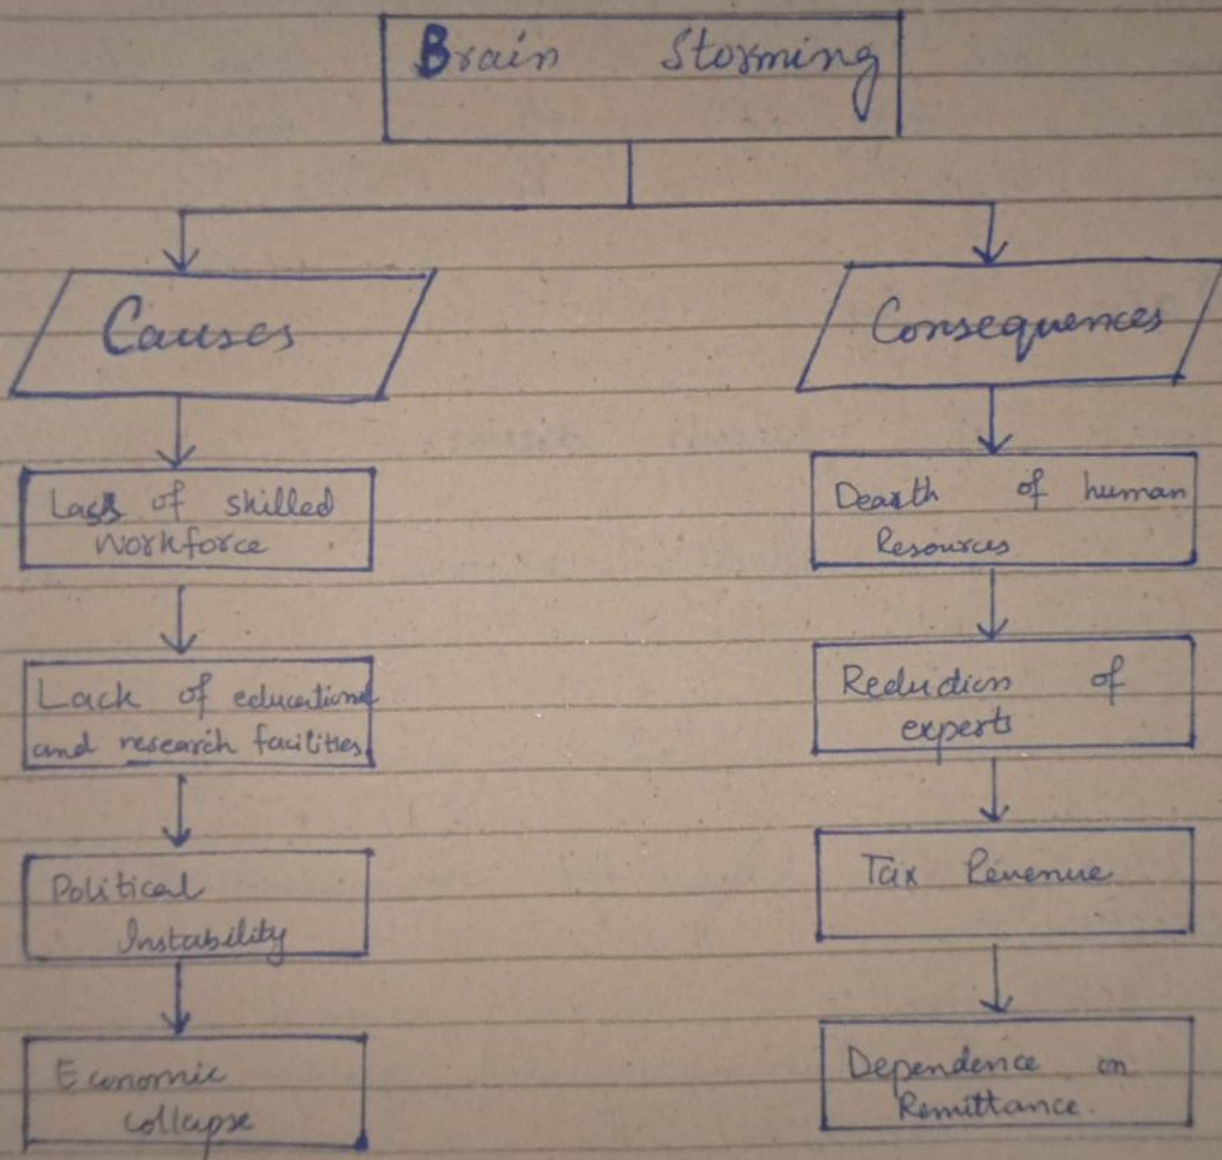 Brain Storming
Causes
Consequences
Lass of skilled
workforce
Dearth of human
Resources
Lack of educational
and research facilities
Reduction of
experts
Political
Instability
Tax Revenue
Economic
collapse
Dependence on
Remittance.